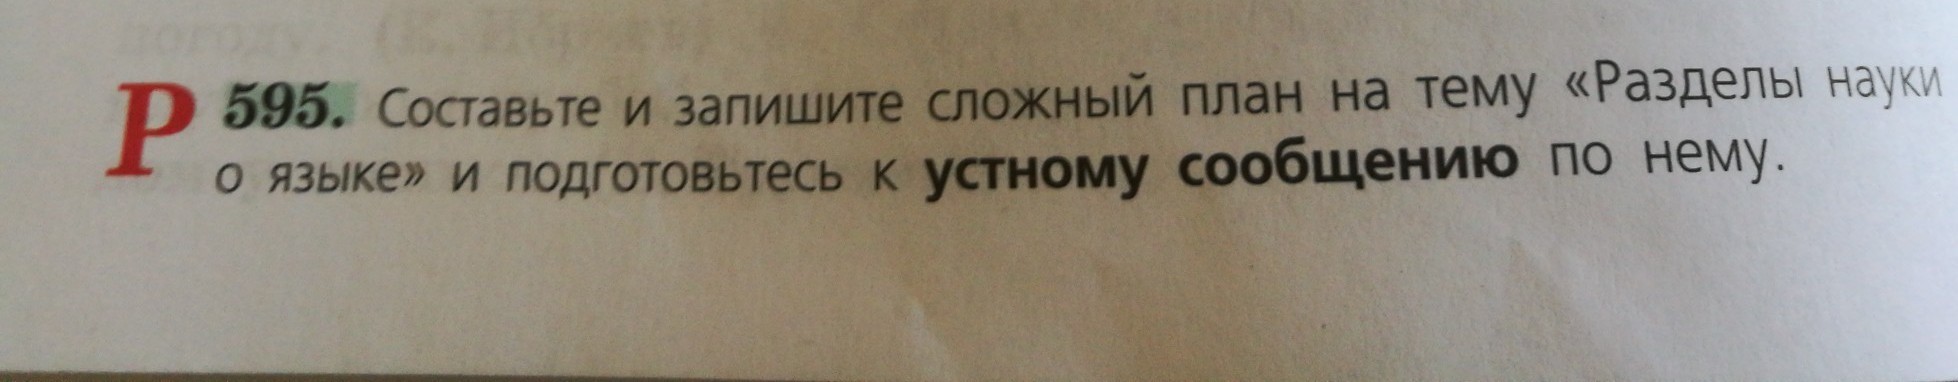 Р 595. Составьте и запишите сложный план на тему «Разделы науки
о языке» и подготовьтесь к устному сообщению по нему.